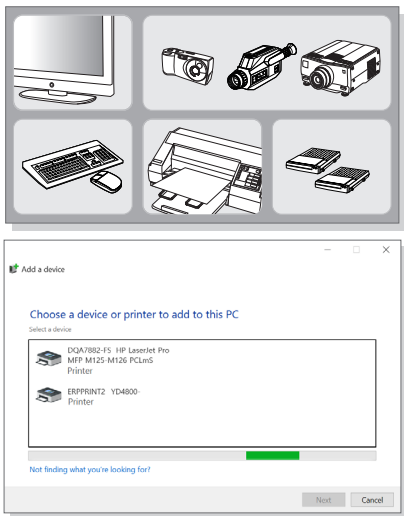 Add a device
Choose a device or printer to add to this PC
Select a device
DQA7882-F5 HP LaserJet Pro
MFP M125-M126 PCLmS
Printer
ERPPRINT2 YD4800-
Printer
Not finding what you're looking for?
Next
Cancel